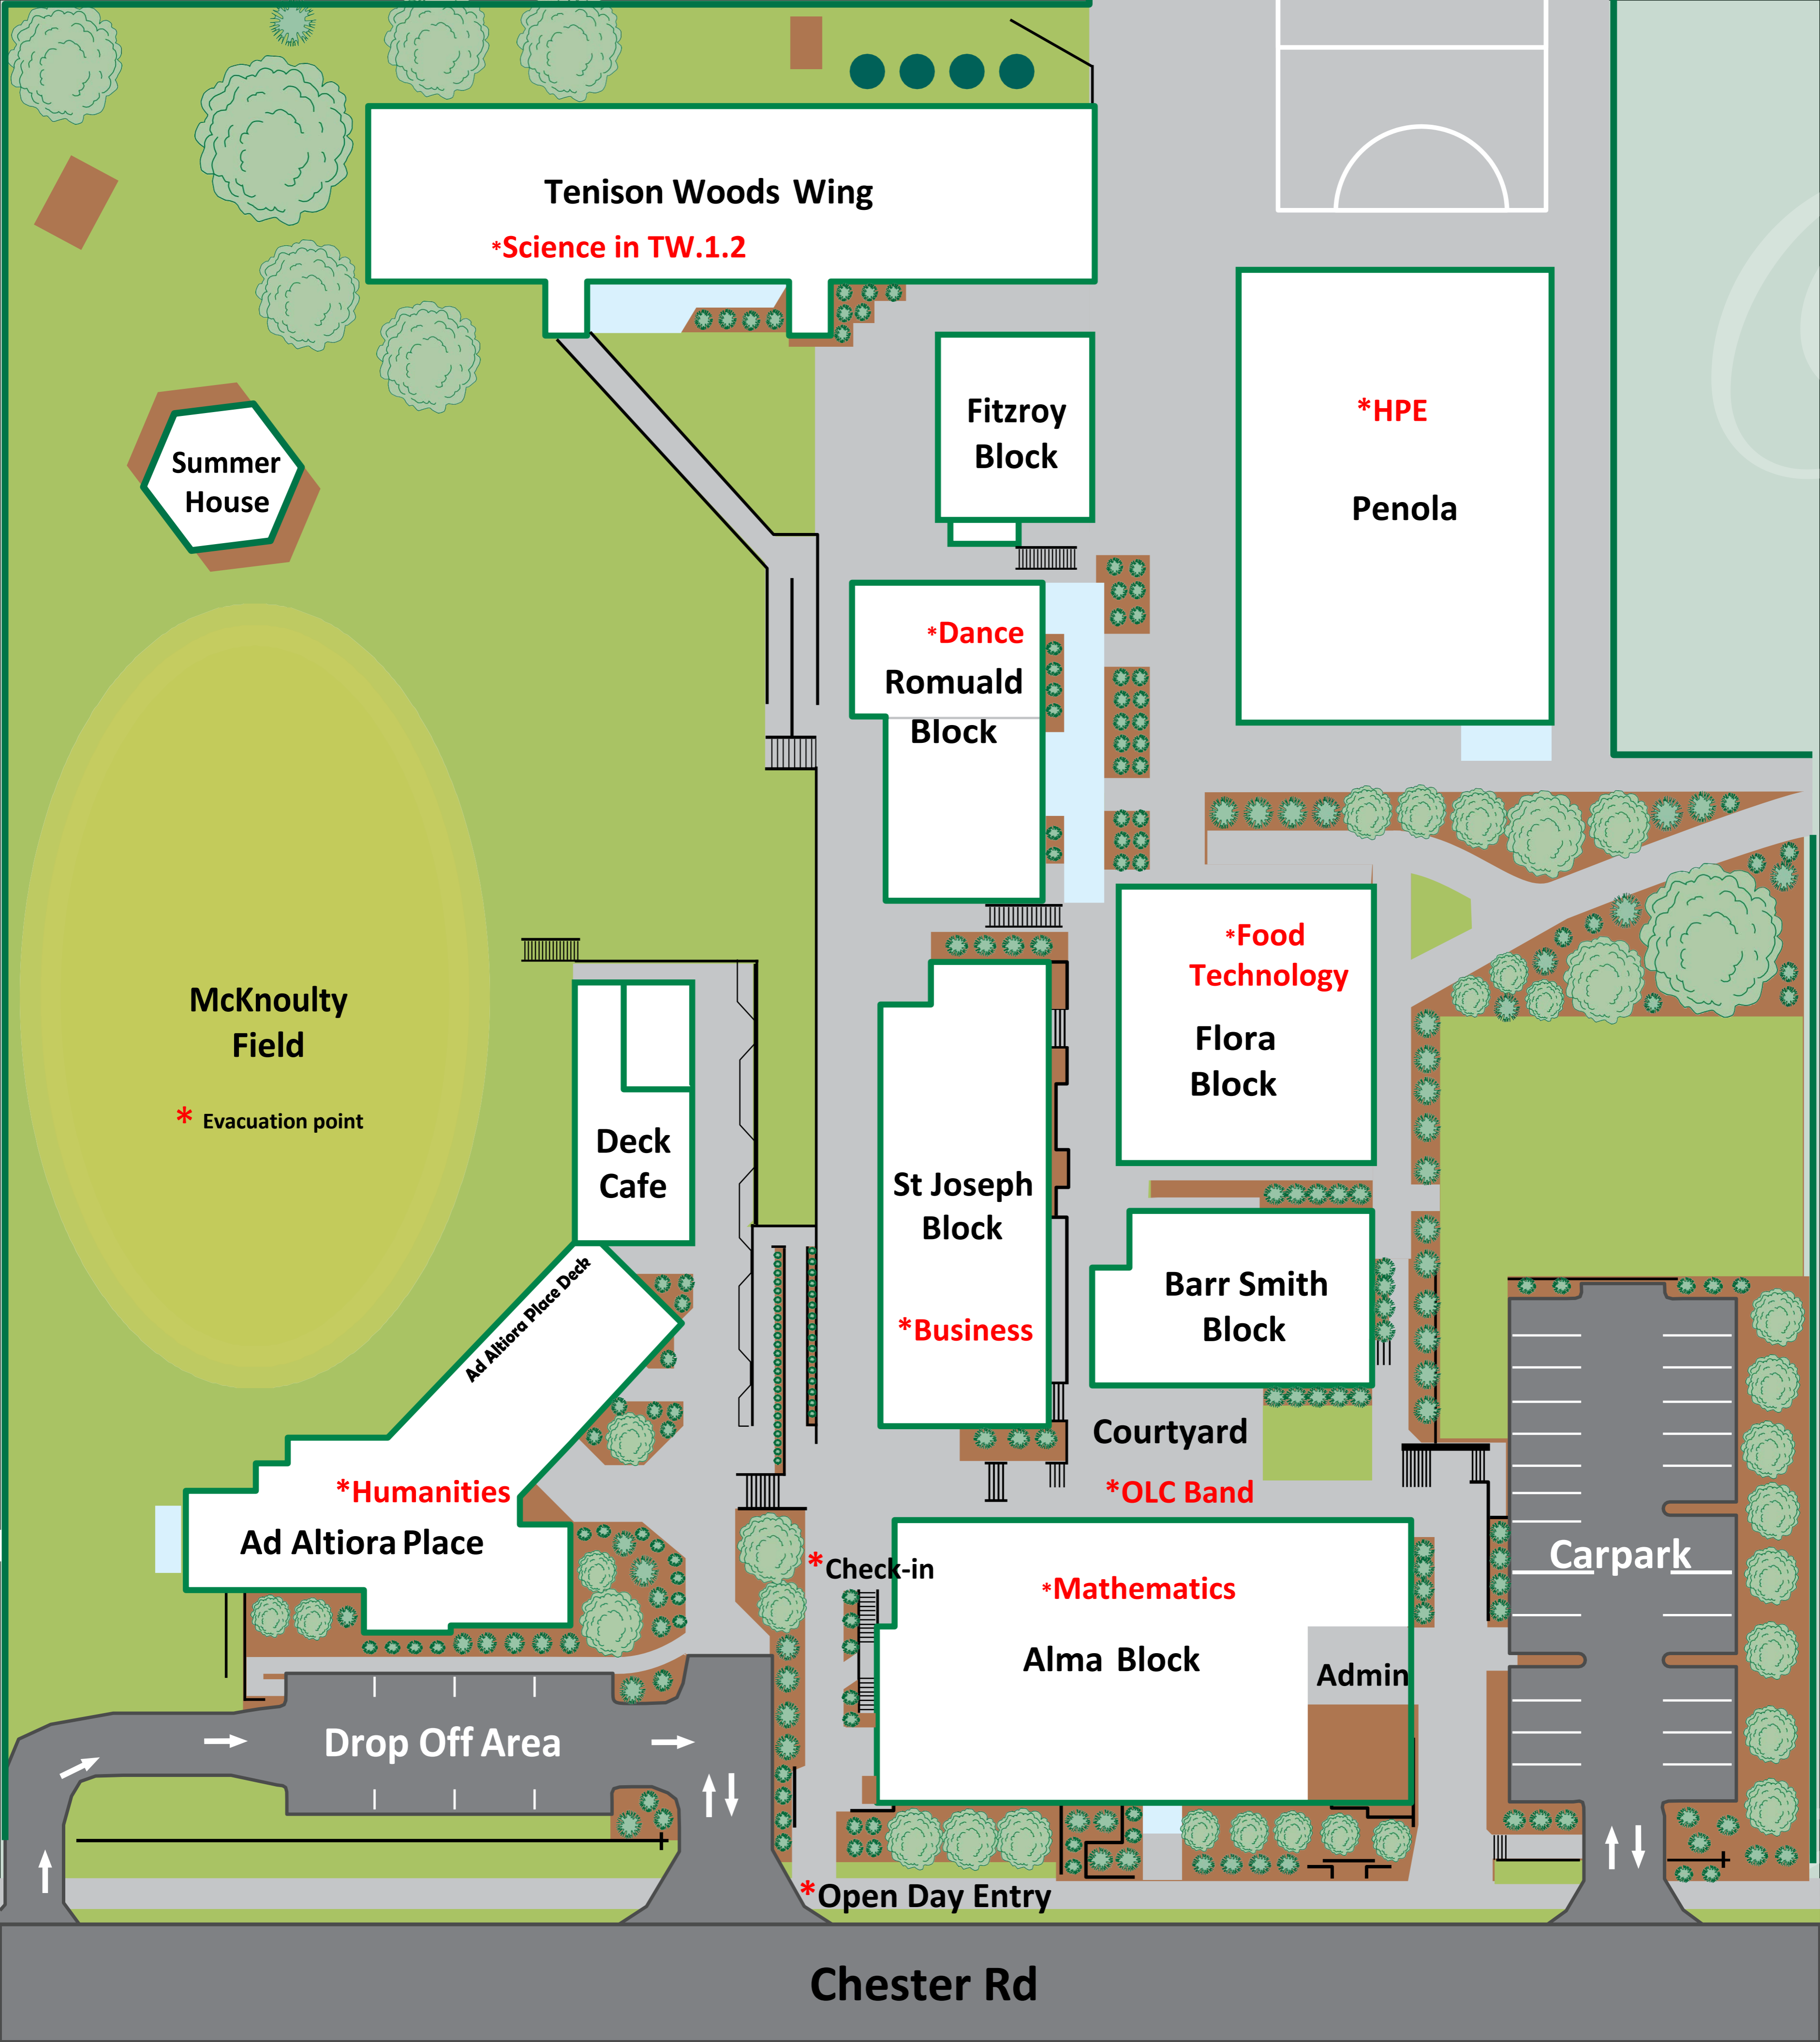 Tenison Woods Wing
*Science in TW.1.2
Fitzroy
Block
*HPE
Penola
Summer
House
*Dance
Romuald
Block
*Food
Technology
Flora
Block
McKnoulty
Field
* Evacuation point
Deck
Cafe
St Joseph
Block
*Business
Barr Smith
Block
Ad Altiora Place Deck
Courtyard
*OLC Band
*Humanities
Ad Altiora Place
*Check-in
*Mathematics
Alma Block
Admin
Carpark
Drop Off Area
*Open Day Entry
Chester Rd